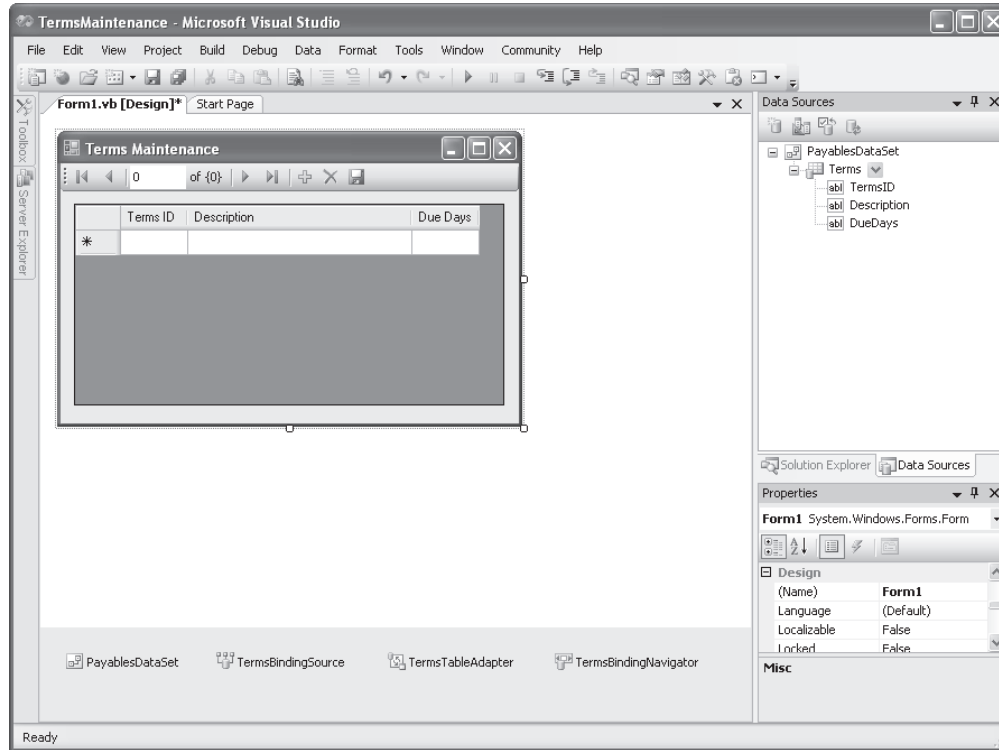 TermsMaintenance - Microsoft Visual Studio
File Edit View Project Build Debug Data Format Tools Window Community Help
Form1.vb [Design]* Start Page
Toolbox
Server Explorer
Terms Maintenance
0 of {0}
Terms ID Description Due Days
Data Sources
PayablesDataSet
Terms
abl TermsID
abl Description
abl DueDays
Solution Explorer Data Sources
Properties
Form1 System.Windows.Forms.Form
Design
(Name) Form1
Language (Default)
Localizable False
Locked False
Misc
PayablesDataSet TermsBindingSource TermsTableAdapter TermsBindingNavigator
Ready